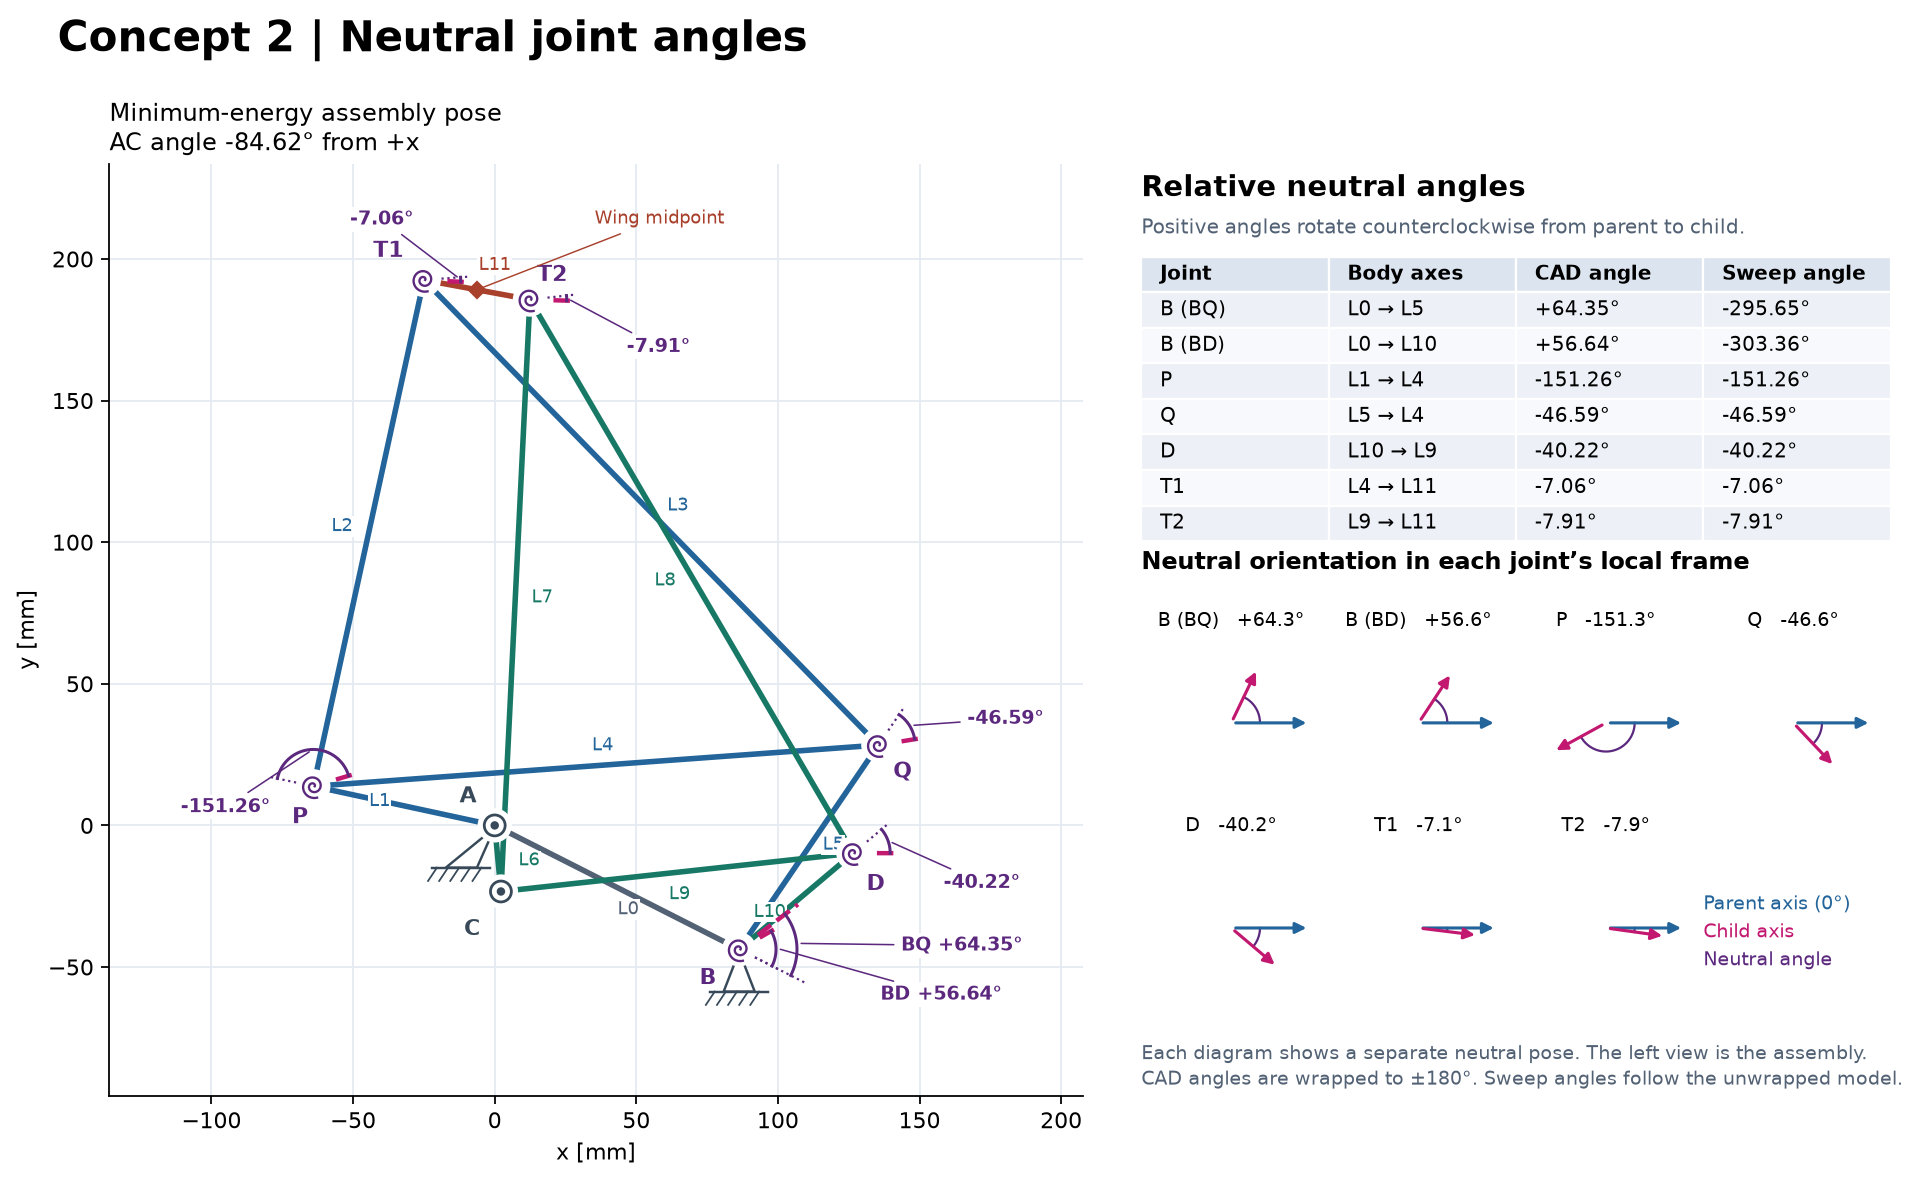 Concept 2 | Neutral joint angles
Minimum-energy assembly pose
AC angle -84.62° from +x
-7.06°
Wing midpoint
T1
L11
T2
-7.91°
L3
L2
L8
L7
-46.59°
L4
Q
A
-151.26°
L1
P
L5
L6
D
-40.22°
L9
L10
L0
C
BQ +64.35°
B
BD +56.64°
200
150
100
50
0
−50
y [mm]
−100
−50
0
50
100
150
200
x [mm]
Relative neutral angles
Positive angles rotate counterclockwise from parent to child.
Joint Body axes CAD angle Sweep angle
B (BQ) L0 → L5 +64.35° -295.65°
B (BD) L0 → L10 +56.64° -303.36°
P L1 → L4 -151.26° -151.26°
Q L5 → L4 -46.59° -46.59°
D L10 → L9 -40.22° -40.22°
T1 L4 → L11 -7.06° -7.06°
T2 L9 → L11 -7.91° -7.91°
Neutral orientation in each joint’s local frame
B (BQ) +64.3°
B (BD) +56.6°
P -151.3°
Q -46.6°
D -40.2°
T1 -7.1°
T2 -7.9°
Parent axis (0°)
Child axis
Neutral angle
Each diagram shows a separate neutral pose. The left view is the assembly.
CAD angles are wrapped to ±180°. Sweep angles follow the unwrapped model.